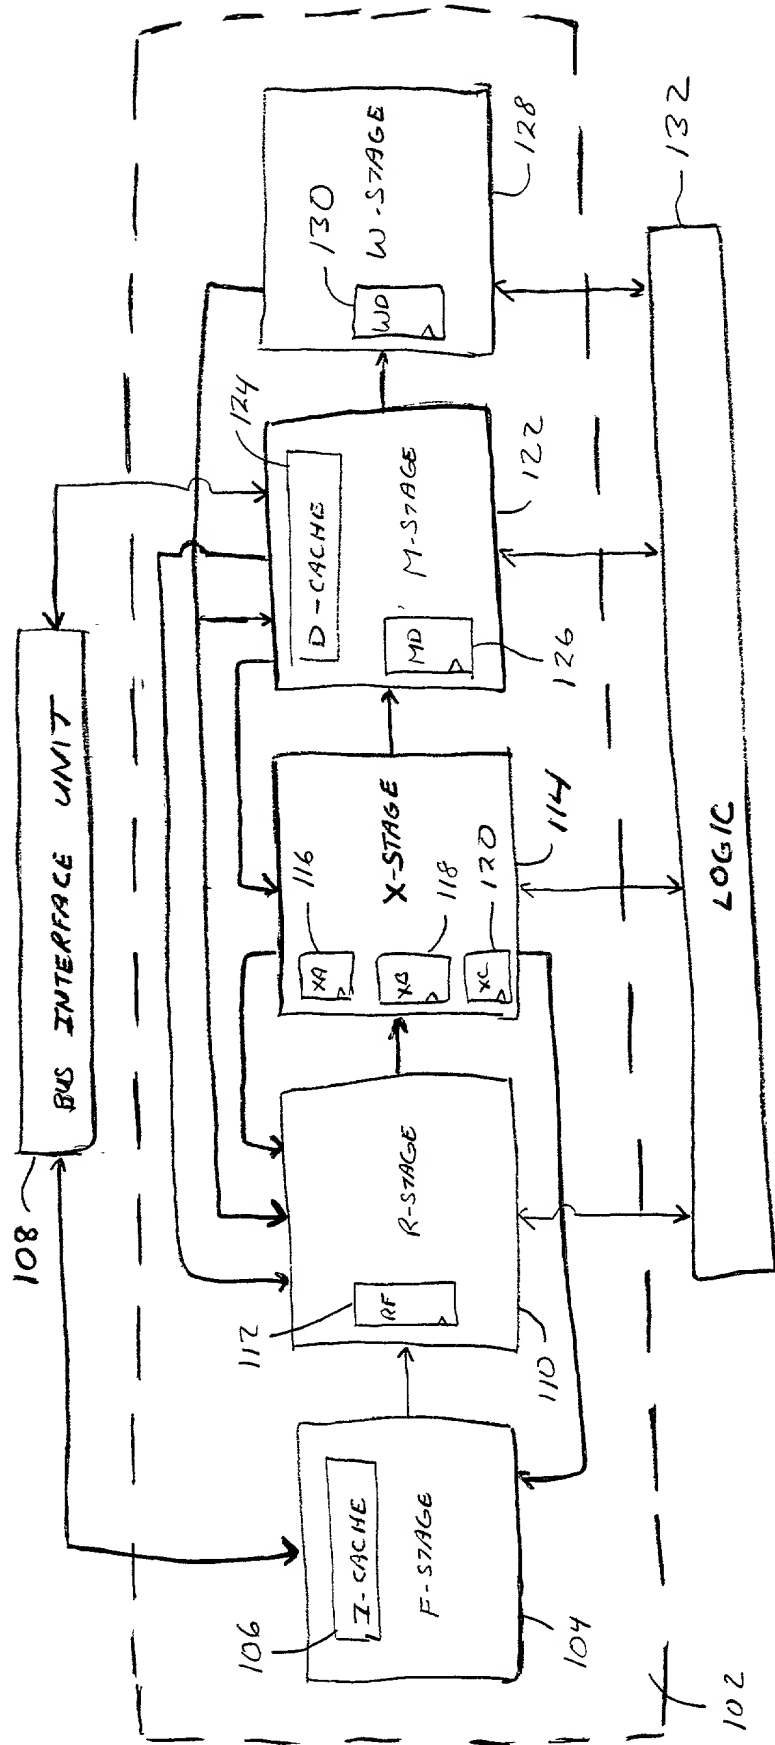 108
BUS INTERFACE UNIT
106
I-CACHE
F-STAGE
104
112
RF
R-STAGE
110
116
XA
XB
118
XC
120
X-STAGE
114
124
D-CACHE
MD
M-STAGE
126
122
130
WD
W-STAGE
128
102
LOGIC
132